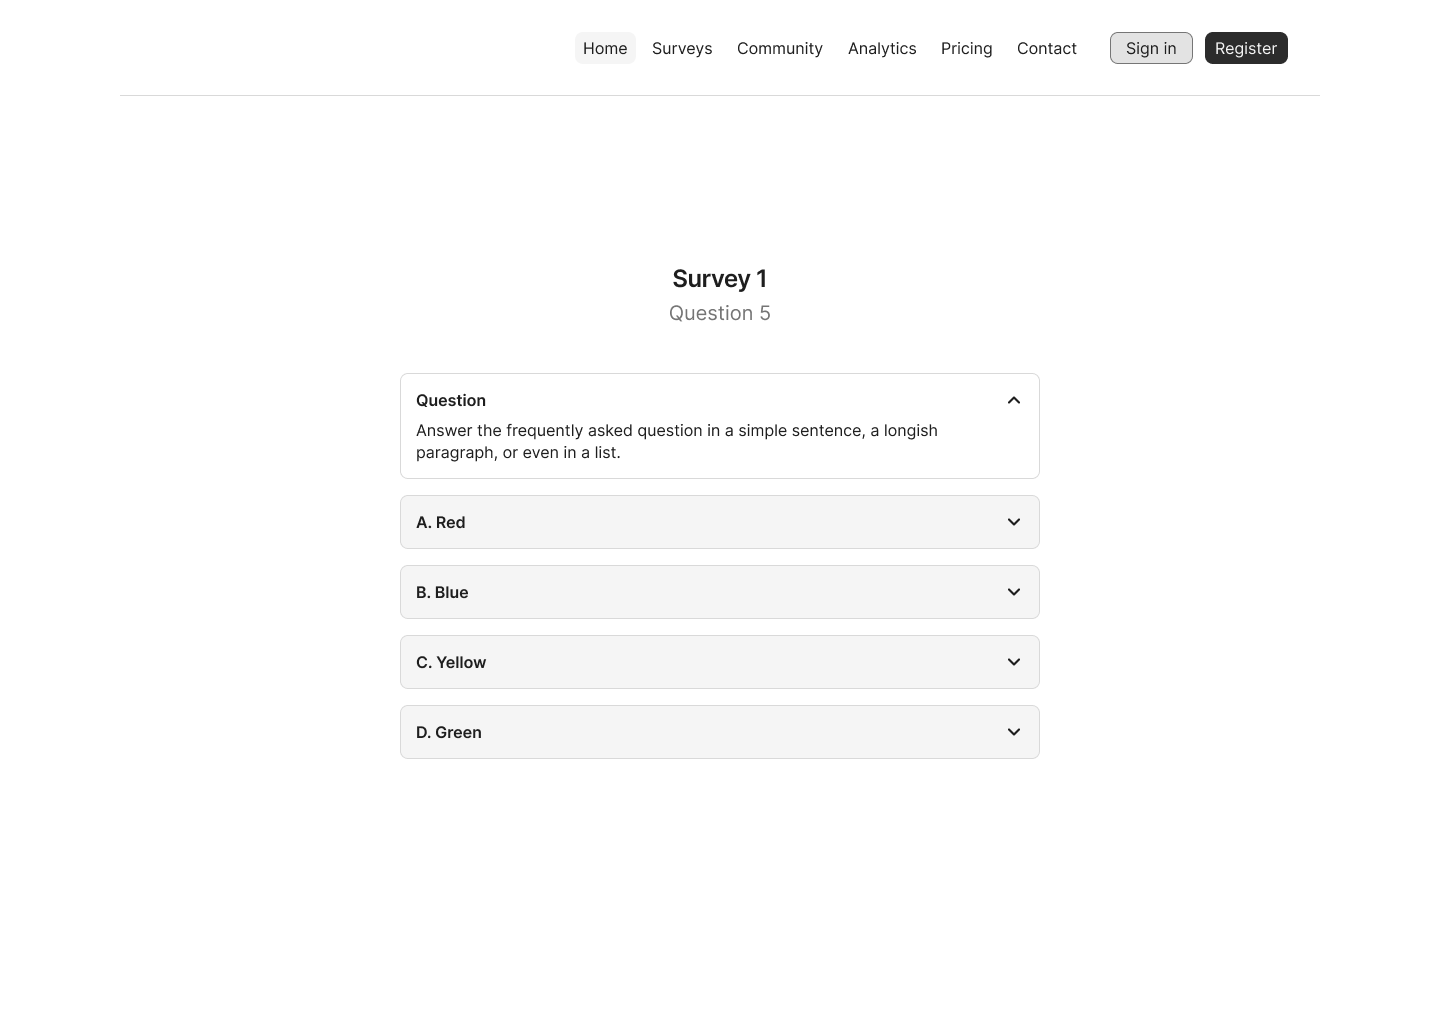 Home Surveys Community Analytics Pricing Contact Sign in Register
Survey 1
Question 5
Question
Answer the frequently asked question in a simple sentence, a longish
paragraph, or even in a list.
A. Red
B. Blue
C. Yellow
D. Green